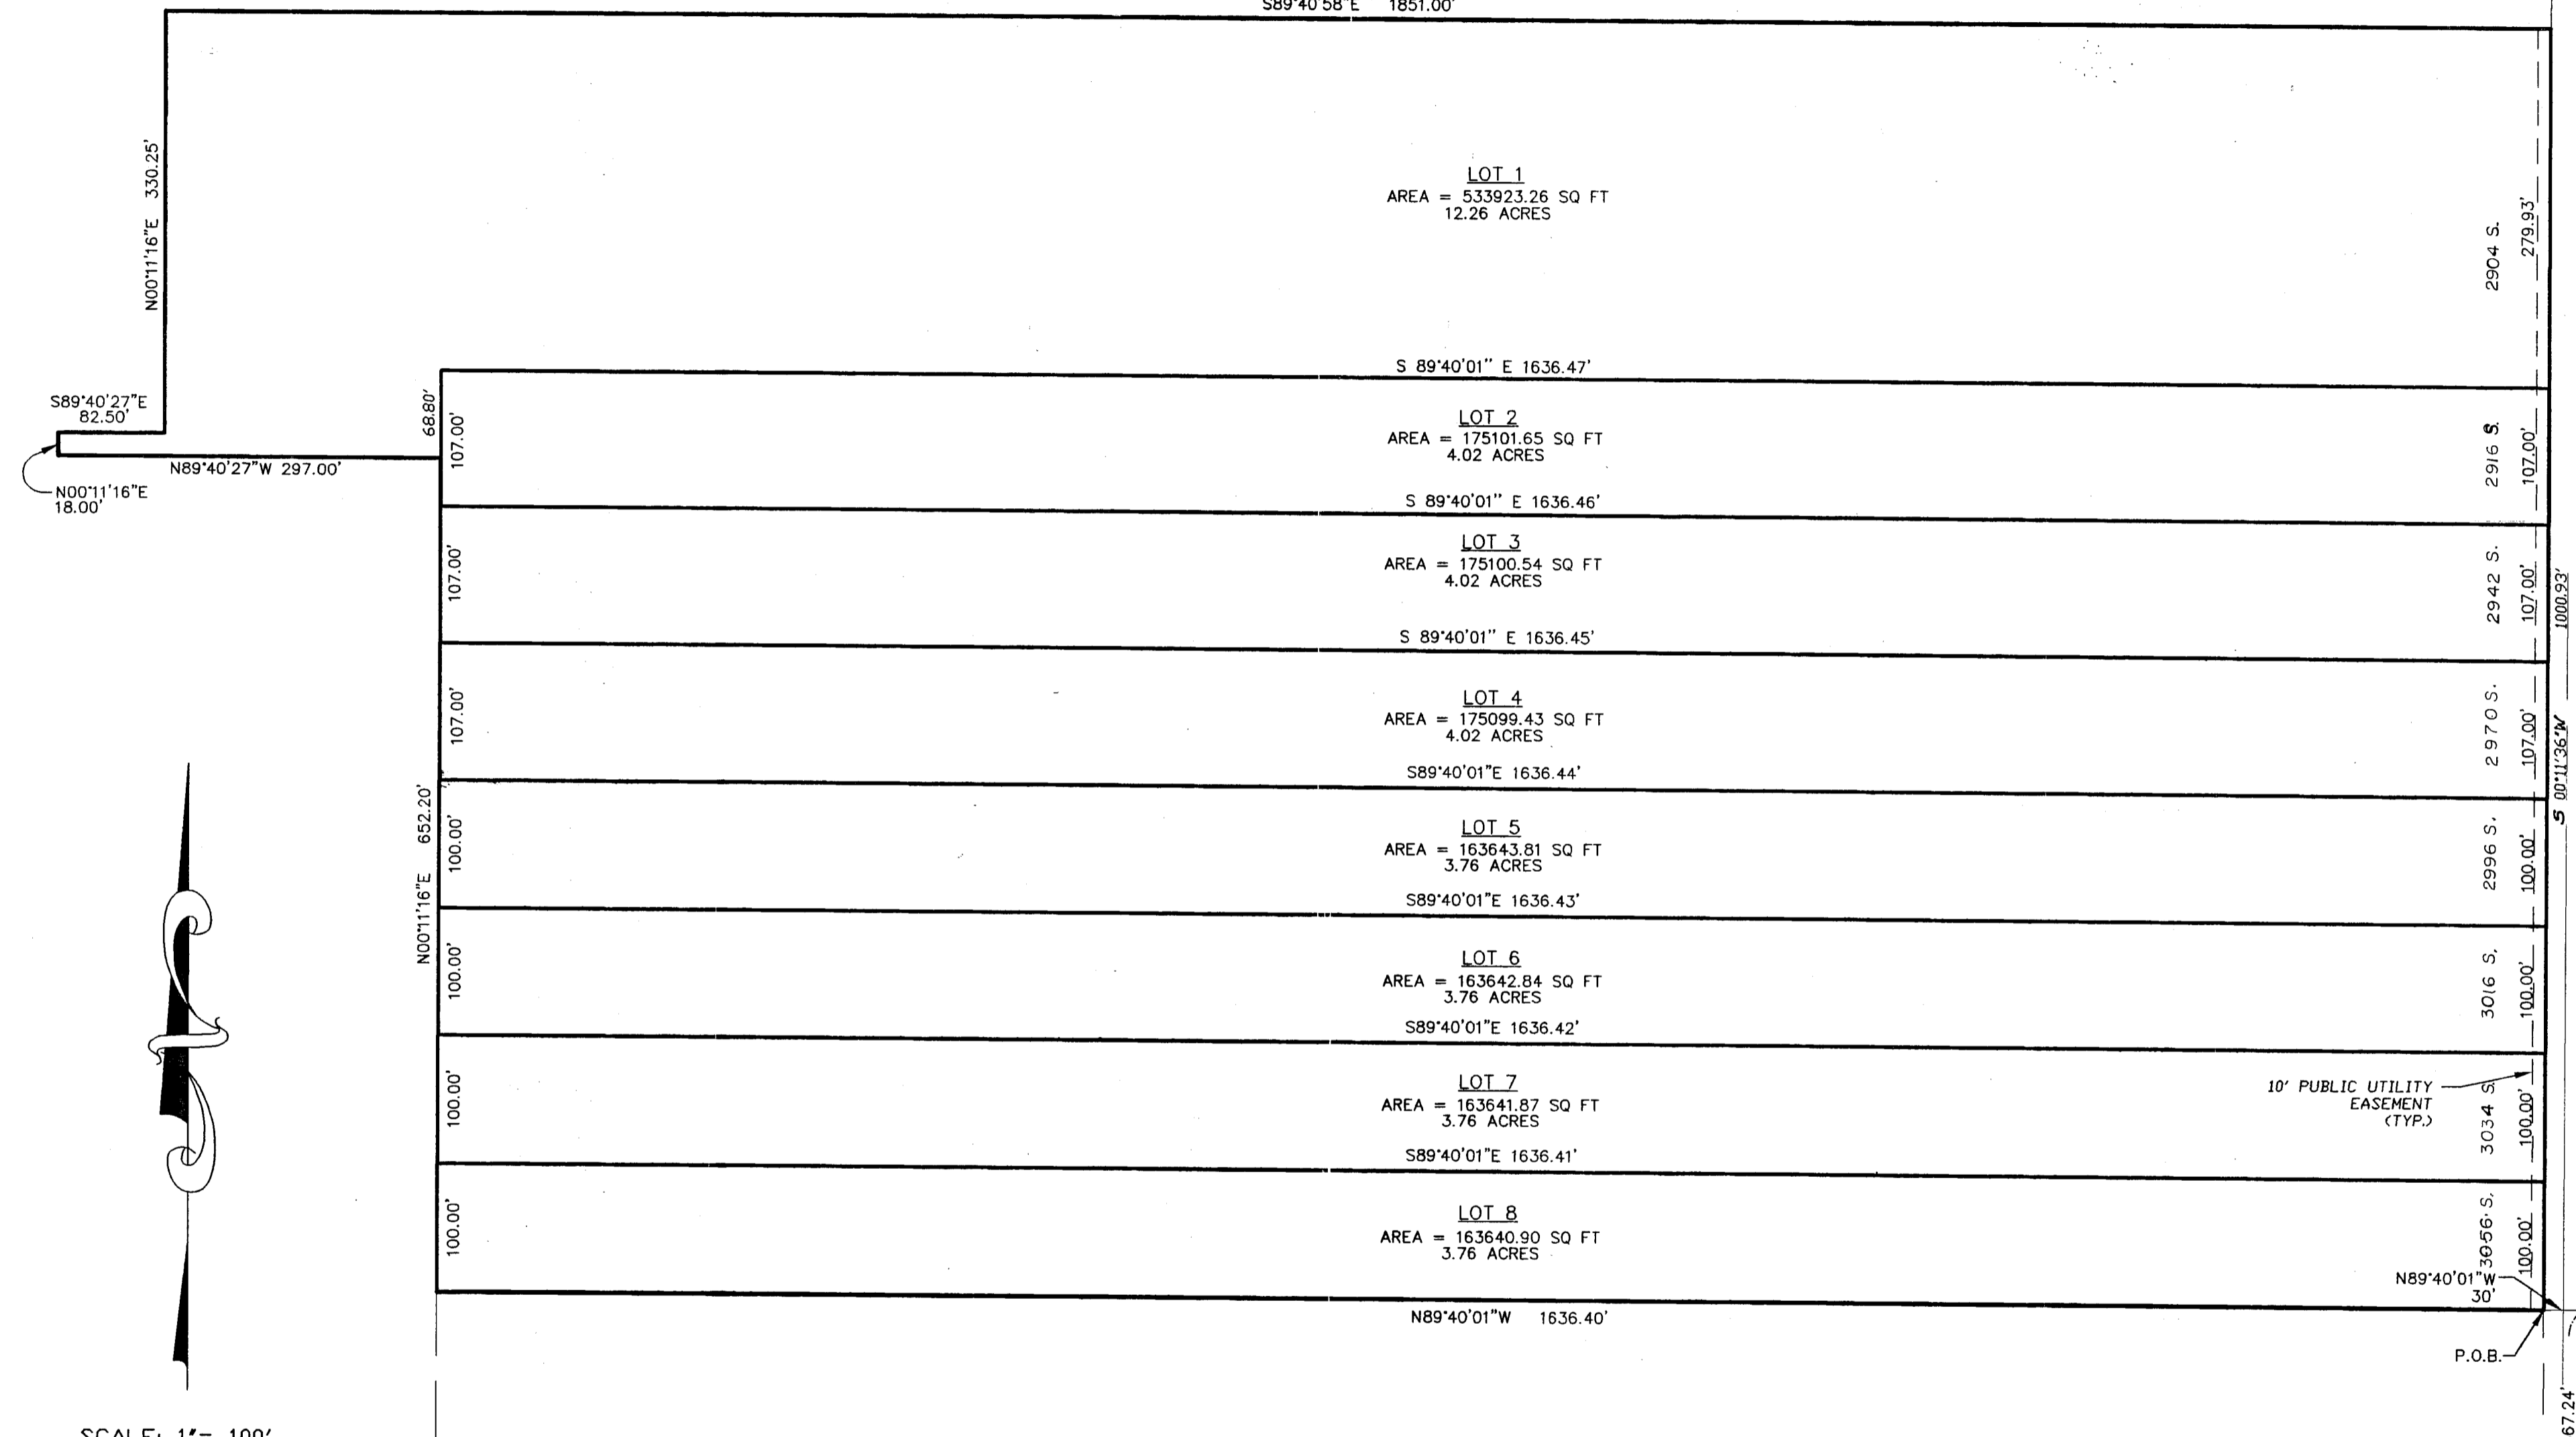 S89°40'58"E 1851.00'
N00°11'16"E 330.25'
LOT 1
AREA = 533923.26 SQ FT
12.26 ACRES
2904 S.
279.93'
S 89°40'01" E 1636.47'
S89°40'27"E
82.50'
68.80'
107.00'
N89°40'27"W 297.00'
N00°11'16"E
18.00'
LOT 2
AREA = 175101.65 SQ FT
4.02 ACRES
2916 S.
107.00'
S 89°40'01" E 1636.46'
107.00'
LOT 3
AREA = 175100.54 SQ FT
4.02 ACRES
2942 S.
107.00'
1000.93'
S 89°40'01" E 1636.45'
107.00'
LOT 4
AREA = 175099.43 SQ FT
4.02 ACRES
2970 S.
107.00'
S 00°11'36"W
S89°40'01"E 1636.44'
N00°11'16"E 652.20'
100.00'
LOT 5
AREA = 163643.81 SQ FT
3.76 ACRES
2996 S.
100.00'
S89°40'01"E 1636.43'
100.00'
LOT 6
AREA = 163642.84 SQ FT
3.76 ACRES
3016 S.
100.00'
S89°40'01"E 1636.42'
100.00'
LOT 7
AREA = 163641.87 SQ FT
3.76 ACRES
10' PUBLIC UTILITY
EASEMENT
(TYP.)
3034 S.
100.00'
S89°40'01"E 1636.41'
100.00'
LOT 8
AREA = 163640.90 SQ FT
3.76 ACRES
3056 S.
100.00'
N89°40'01"W
30'
N89°40'01"W 1636.40'
P.O.B.
67.24'
SCALE: 1"= 100'